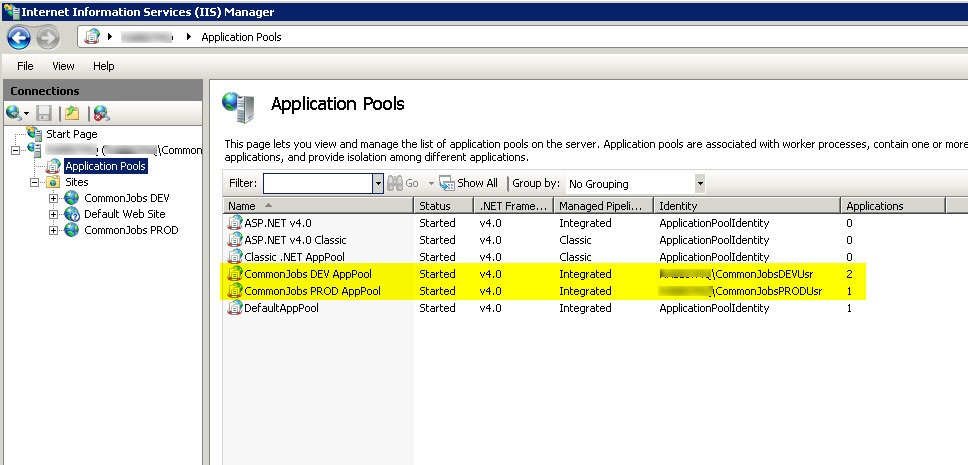 Internet Information Services (IIS) Manager
Application Pools
File View Help
Connections
Start Page
\Common
Application Pools
Sites
CommonJobs DEV
Default Web Site
CommonJobs PROD
Application Pools
This page lets you view and manage the list of application pools on the server. Application pools are associated with worker processes, contain one or more
applications, and provide isolation among different applications.
Filter: Go Show All Group by: No Grouping
Name Status .NET Frame... Managed Pipeli... Identity Applications
ASP.NET v4.0 Started v4.0 Integrated ApplicationPoolIdentity 0
ASP.NET v4.0 Classic Started v4.0 Classic ApplicationPoolIdentity 0
Classic .NET AppPool Started v4.0 Classic ApplicationPoolIdentity 0
CommonJobs DEV AppPool Started v4.0 Integrated \CommonJobsDEVUsr 2
CommonJobs PROD AppPool Started v4.0 Integrated \CommonJobsPRODUsr 1
DefaultAppPool Started v4.0 Integrated ApplicationPoolIdentity 1